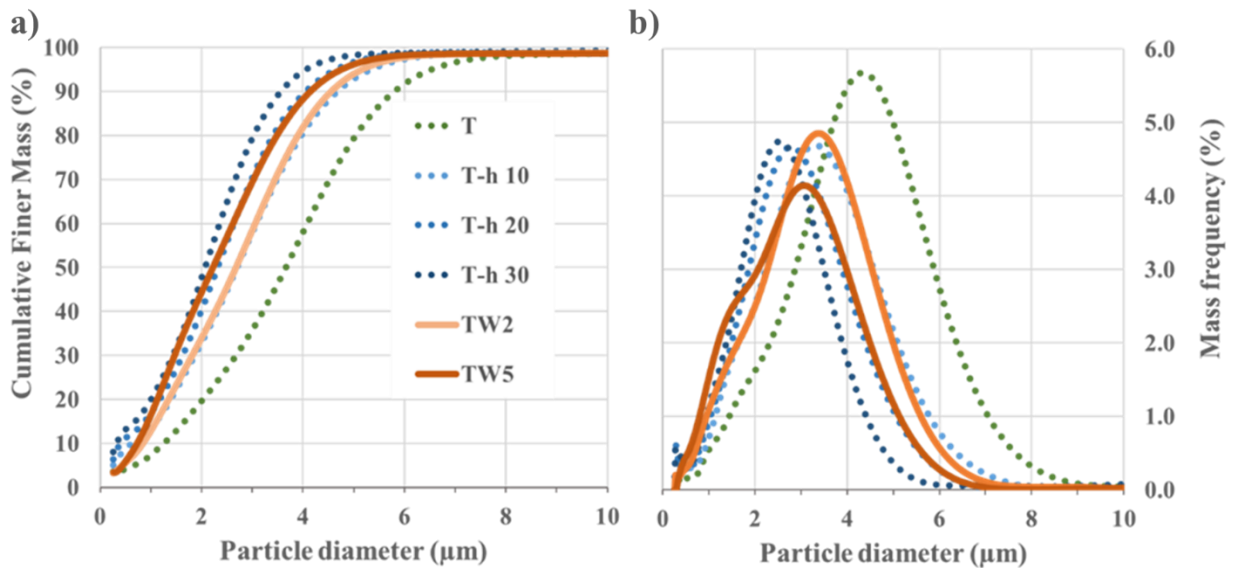 a)
Cumulative Finer Mass (%)
100
90
80
70
60
50
40
30
20
10
0
0 2 4 6 8 10
Particle diameter (µm)
T
T-h 10
T-h 20
T-h 30
TW2
TW5
b)
6.0
5.0
4.0
3.0
2.0
1.0
0.0
Mass frequency (%)
0 2 4 6 8 10
Particle diameter (µm)